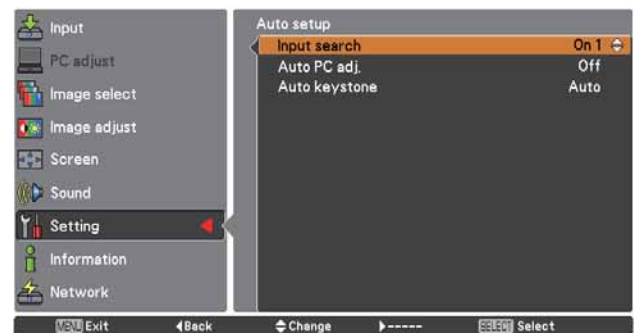 Input
PC adjust
Image select
Image adjust
Screen
Sound
Setting
Information
Network
Auto setup
Input search On 1
Auto PC adj. Off
Auto keystone Auto
MENU Exit Back Change ----- SELECT Select